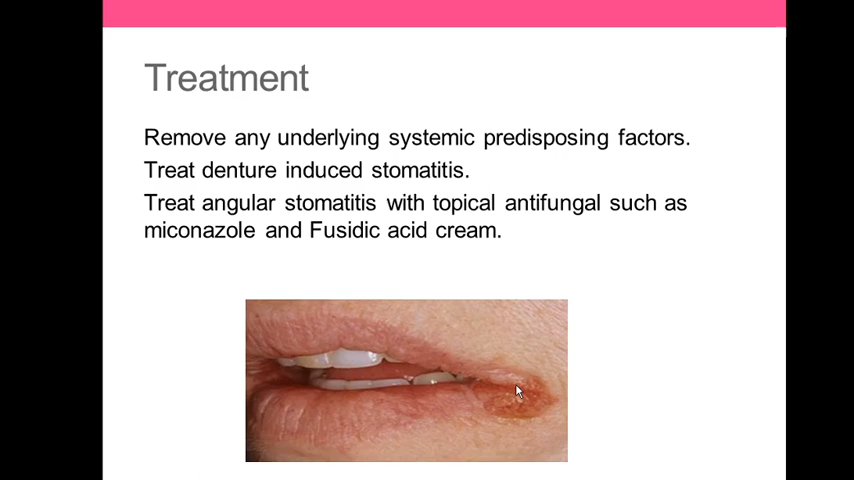 Treatment
Remove any underlying systemic predisposing factors.
Treat denture induced stomatitis.
Treat angular stomatitis with topical antifungal such as
miconazole and Fusidic acid cream.